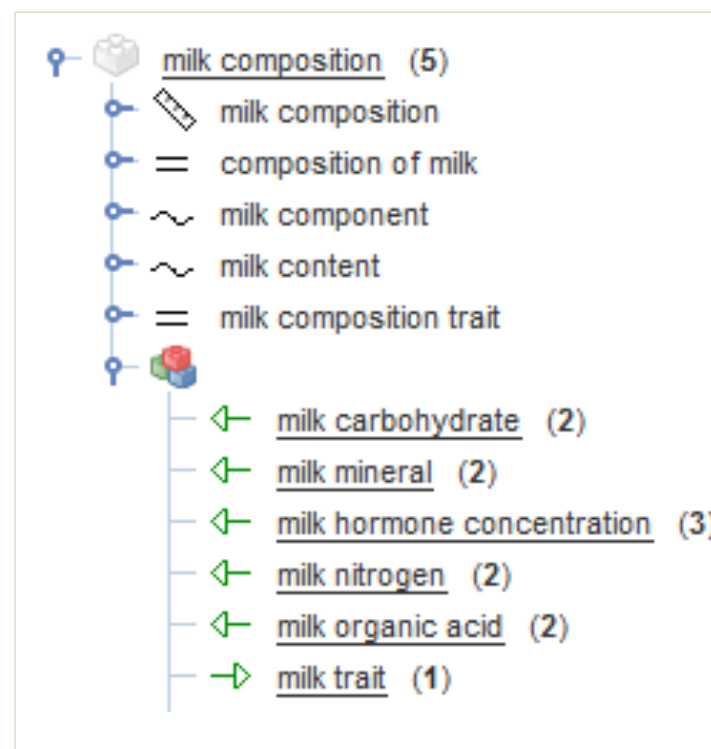 milk composition (5)
milk composition
composition of milk
milk component
milk content
milk composition trait
milk carbohydrate (2)
milk mineral (2)
milk hormone concentration (3)
milk nitrogen (2)
milk organic acid (2)
milk trait (1)